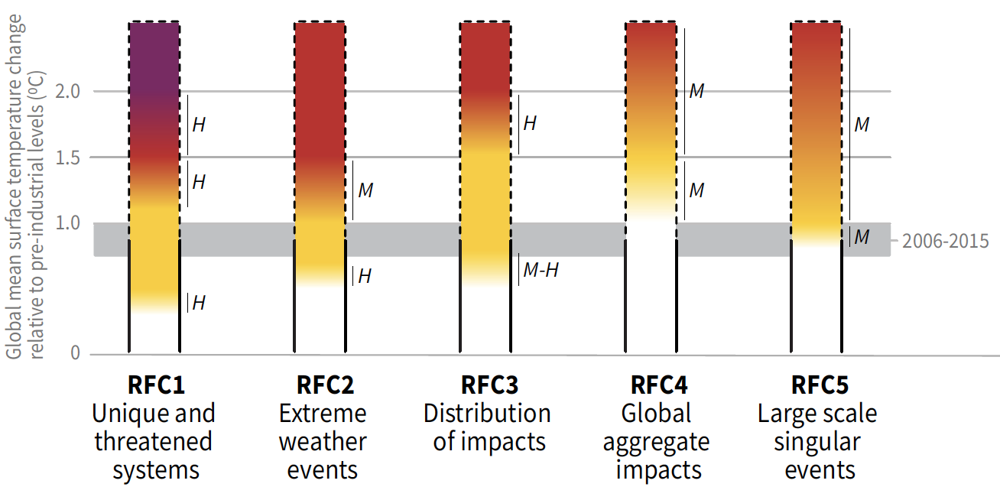 Global mean surface temperature change
relative to pre-industrial levels (⁰C)
2.0
1.5
1.0
0
H
H
H
M
H
H
M-H
M
M
M
M
2006-2015
RFC1
Unique and
threatened
systems
RFC2
Extreme
weather
events
RFC3
Distribution
of impacts
RFC4
Global
aggregate
impacts
RFC5
Large scale
singular
events